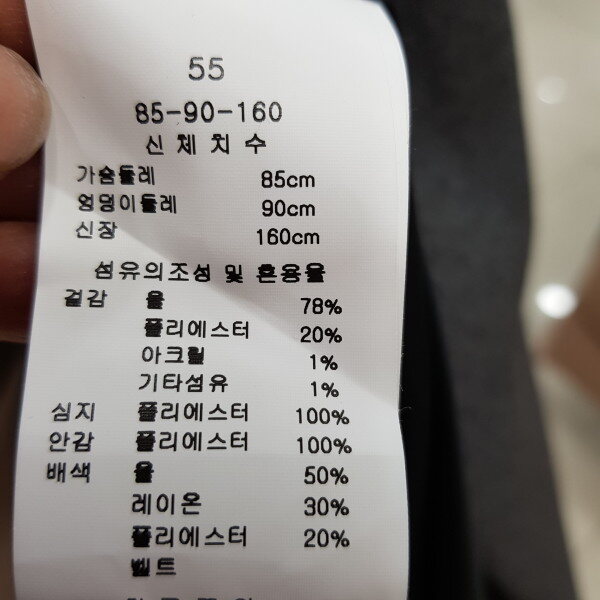 55
85-90-160
신체치수
가슴둘레 85cm
엉덩이둘레 90cm
신장 160cm
섬유의조성 및 혼용율
겉감 울 78%
폴리에스터 20%
아크릴 1%
기타섬유 1%
심지 폴리에스터 100%
안감 폴리에스터 100%
배색 울 50%
레이온 30%
폴리에스터 20%
벨트